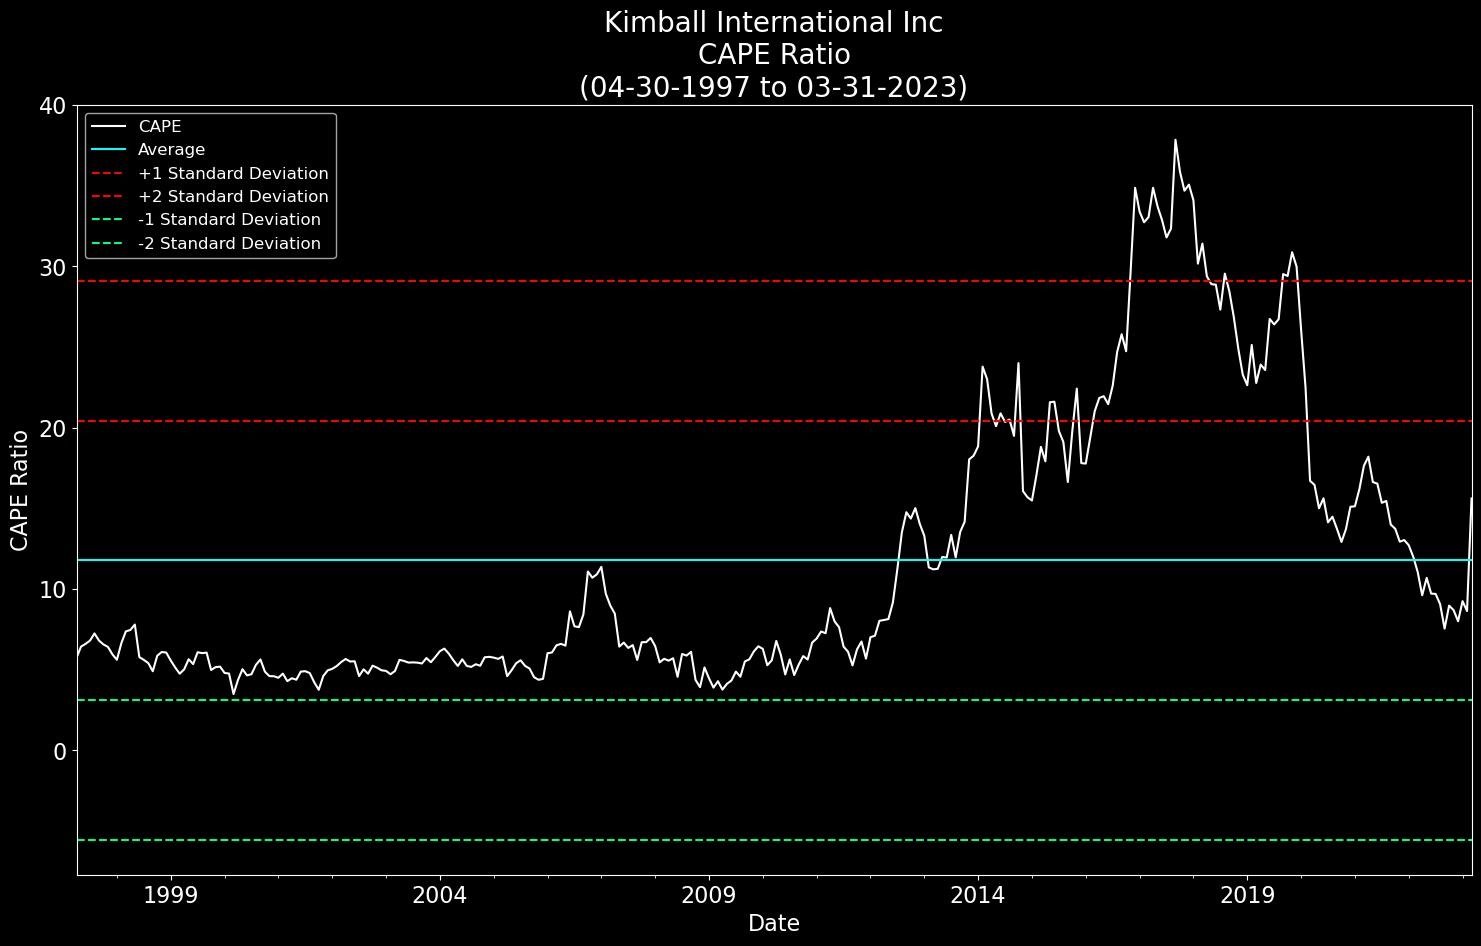 Kimball International Inc
CAPE Ratio
(04-30-1997 to 03-31-2023)
CAPE
Average
+1 Standard Deviation
+2 Standard Deviation
-1 Standard Deviation
-2 Standard Deviation
40
30
20
10
0
CAPE Ratio
1999
2004
2009
2014
2019
Date